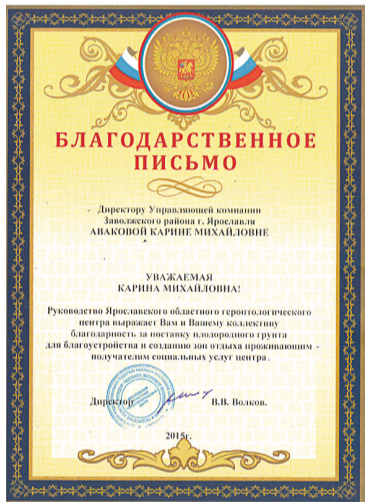 БЛАГОДАРСТВЕННОЕ
ПИСЬМО
Директору Управляющей компании
Заволжского района г. Ярославля
АВАКОВОЙ КАРИНЕ МИХАЙЛОВНЕ
УВАЖАЕМАЯ
КАРИНА МИХАЙЛОВНА!
Руководство Ярославского областного геронтологического
центра выражает Вам и Вашему коллективу
благодарность за поставку плодородного грунта
для благоустройства и созданию зон отдыха проживающим -
получателям социальных услуг центра.
Директор В.В. Волков.
2015г.